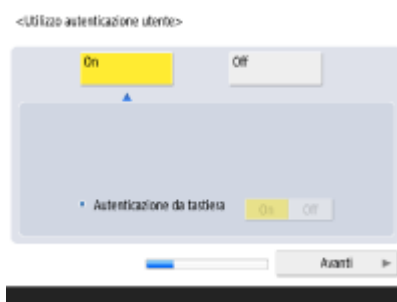 <Utilizzo autenticazione utente>
On Off
Autenticazione da tastiera On Off
Avanti